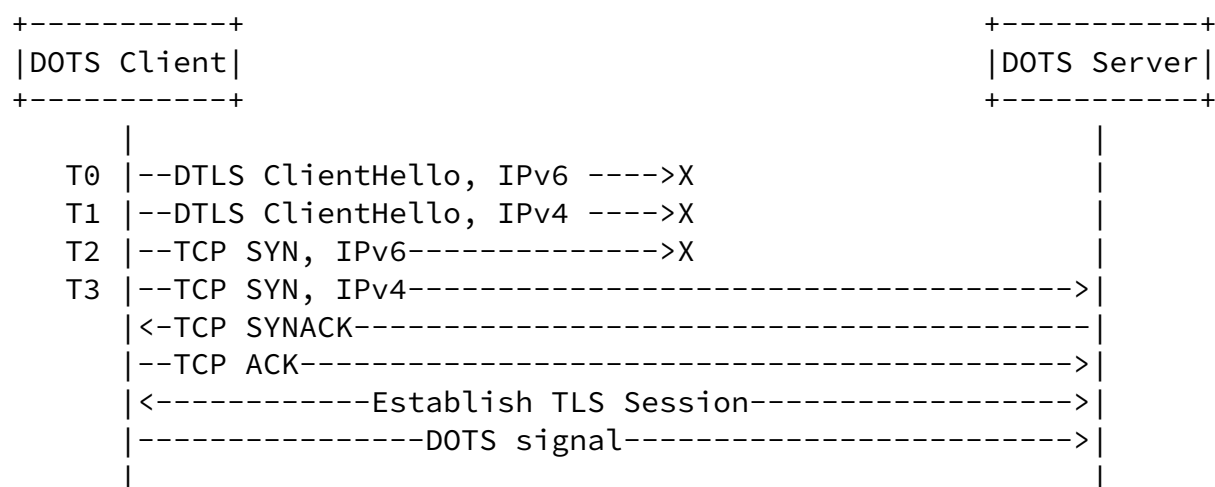 +-----------+                                     +-----------+
|DOTS Client|                                     |DOTS Server|
+-----------+                                     +-----------+
      |                                                 |
   T0 |--DTLS ClientHello, IPv6 ---->X                  |
   T1 |--DTLS ClientHello, IPv4 ---->X                  |
   T2 |--TCP SYN, IPv6-------------->X                  |
   T3 |--TCP SYN, IPv4------------------------------------->|
      |<-TCP SYNACK-----------------------------------------|
      |--TCP ACK------------------------------------------->|
      |<------------Establish TLS Session------------------>|
      |----------------DOTS signal------------------------->|
      |                                                 |